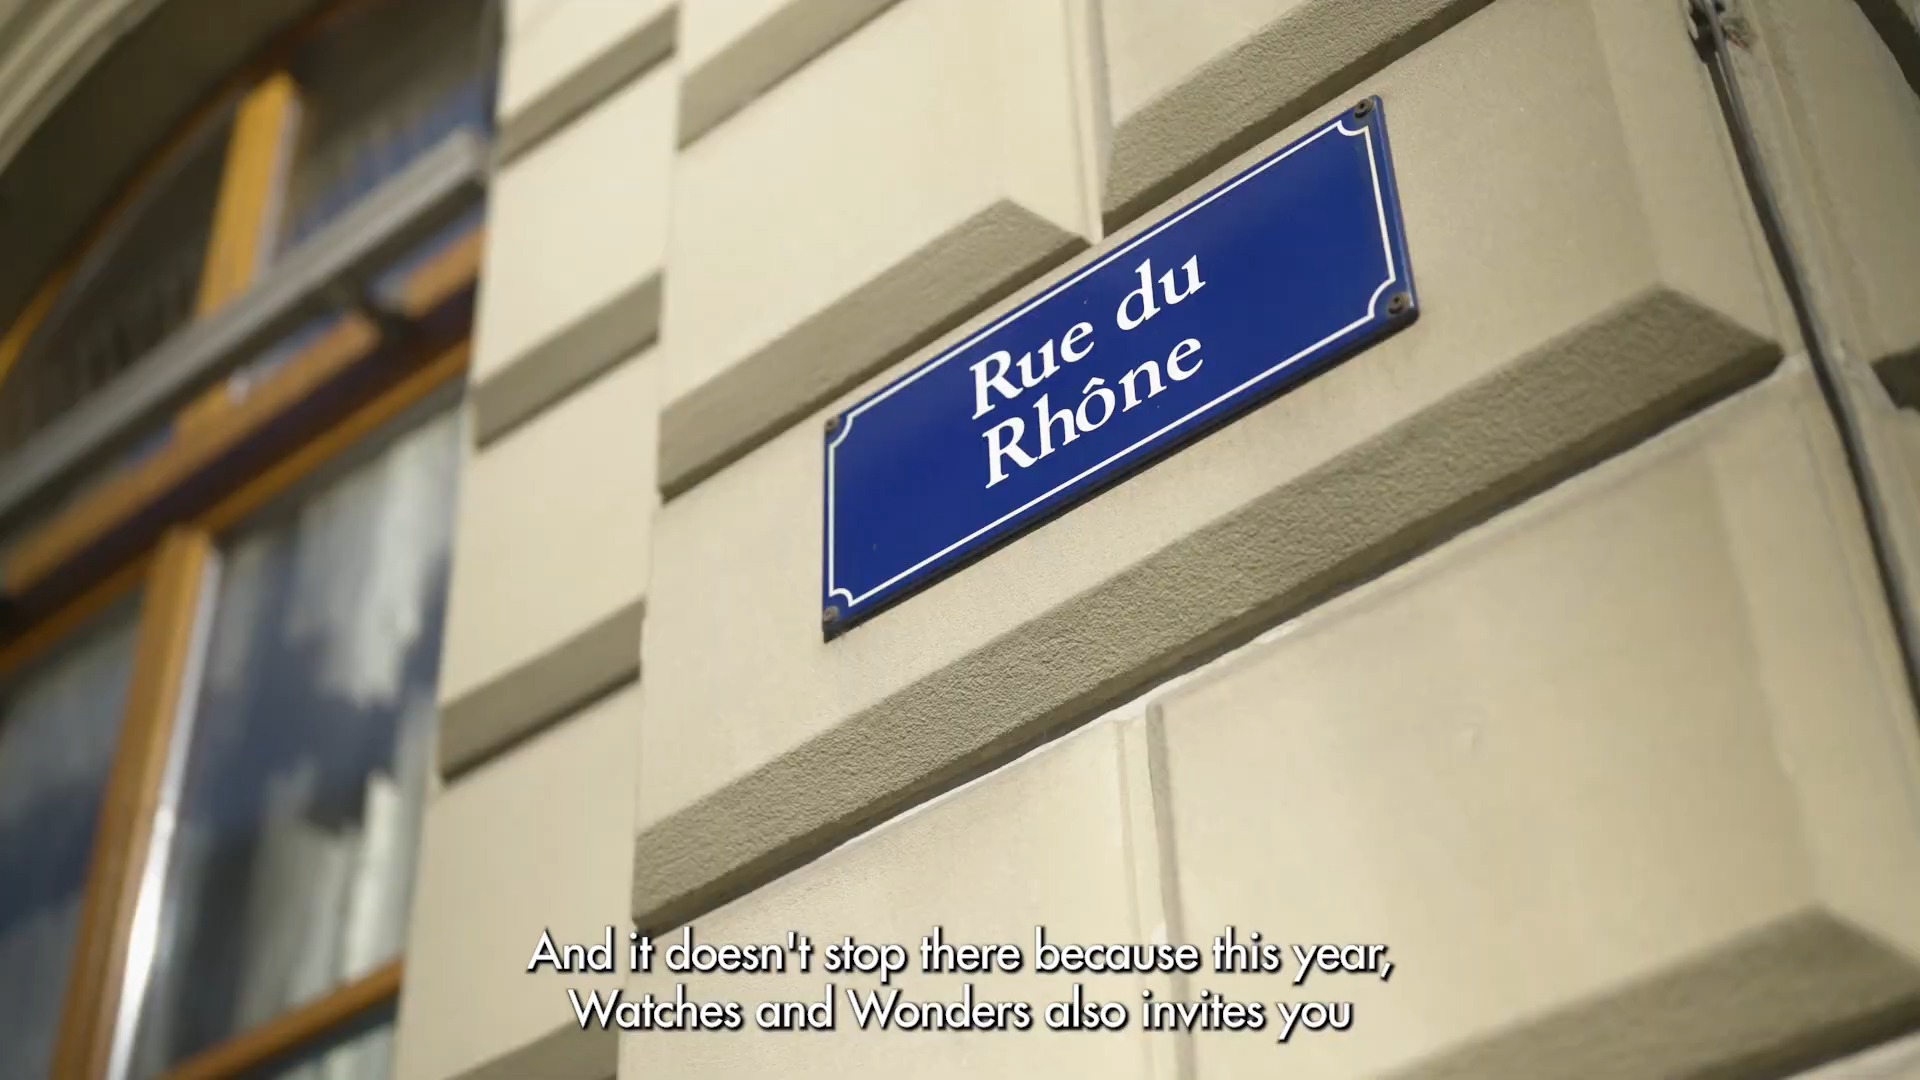 Rue du
Rhône
And it doesn't stop there because this year,
Watches and Wonders also invites you